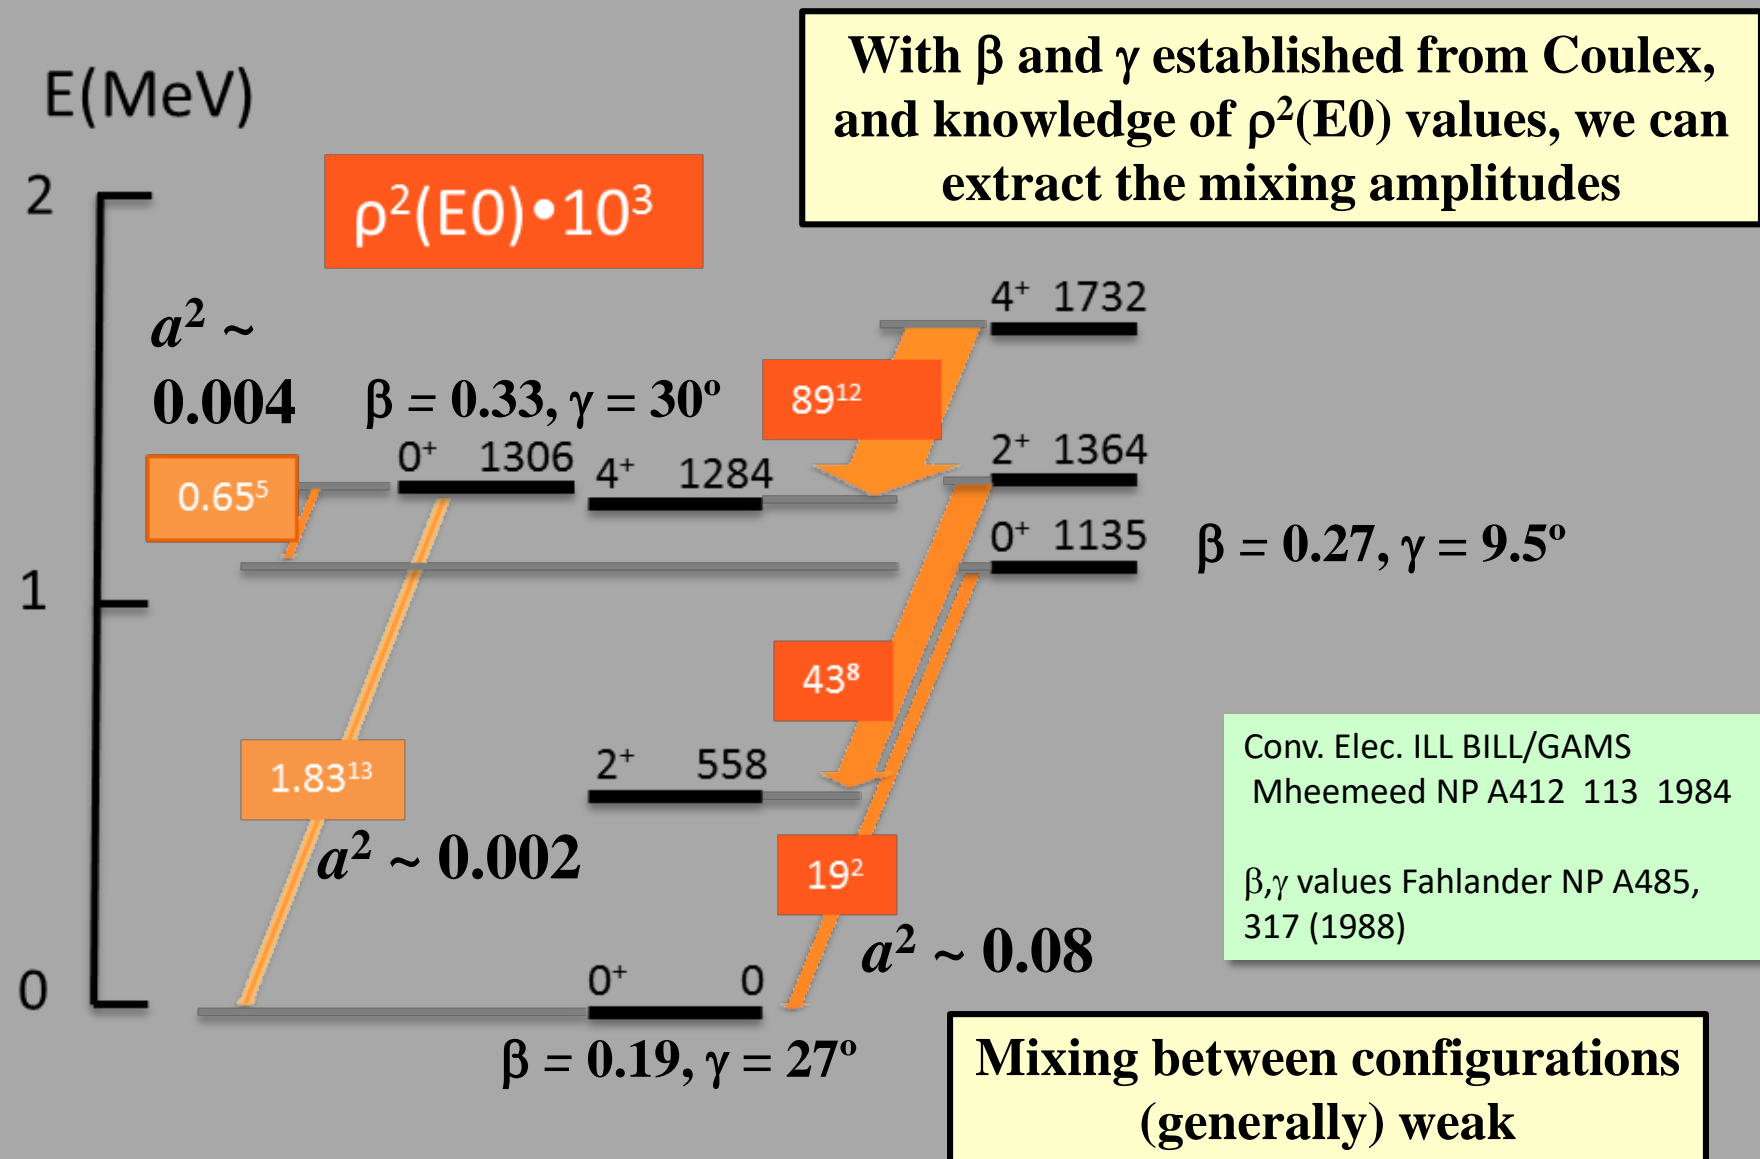 With β and γ established from Coulex,
and knowledge of ρ²(E0) values, we can
extract the mixing amplitudes
E(MeV)
2
ρ²(E0)•10³
4⁺ 1732
a² ~
0.004
β = 0.33, γ = 30º
89¹²
0⁺ 1306
4⁺ 1284
2⁺ 1364
0.65⁵
0⁺ 1135
β = 0.27, γ = 9.5º
1
43⁸
Conv. Elec. ILL BILL/GAMS
Mheemeed NP A412 113 1984
2⁺ 558
1.83¹³
a² ~ 0.002
19²
β,γ values Fahlander NP A485,
317 (1988)
a² ~ 0.08
0
0⁺ 0
β = 0.19, γ = 27º
Mixing between configurations
(generally) weak